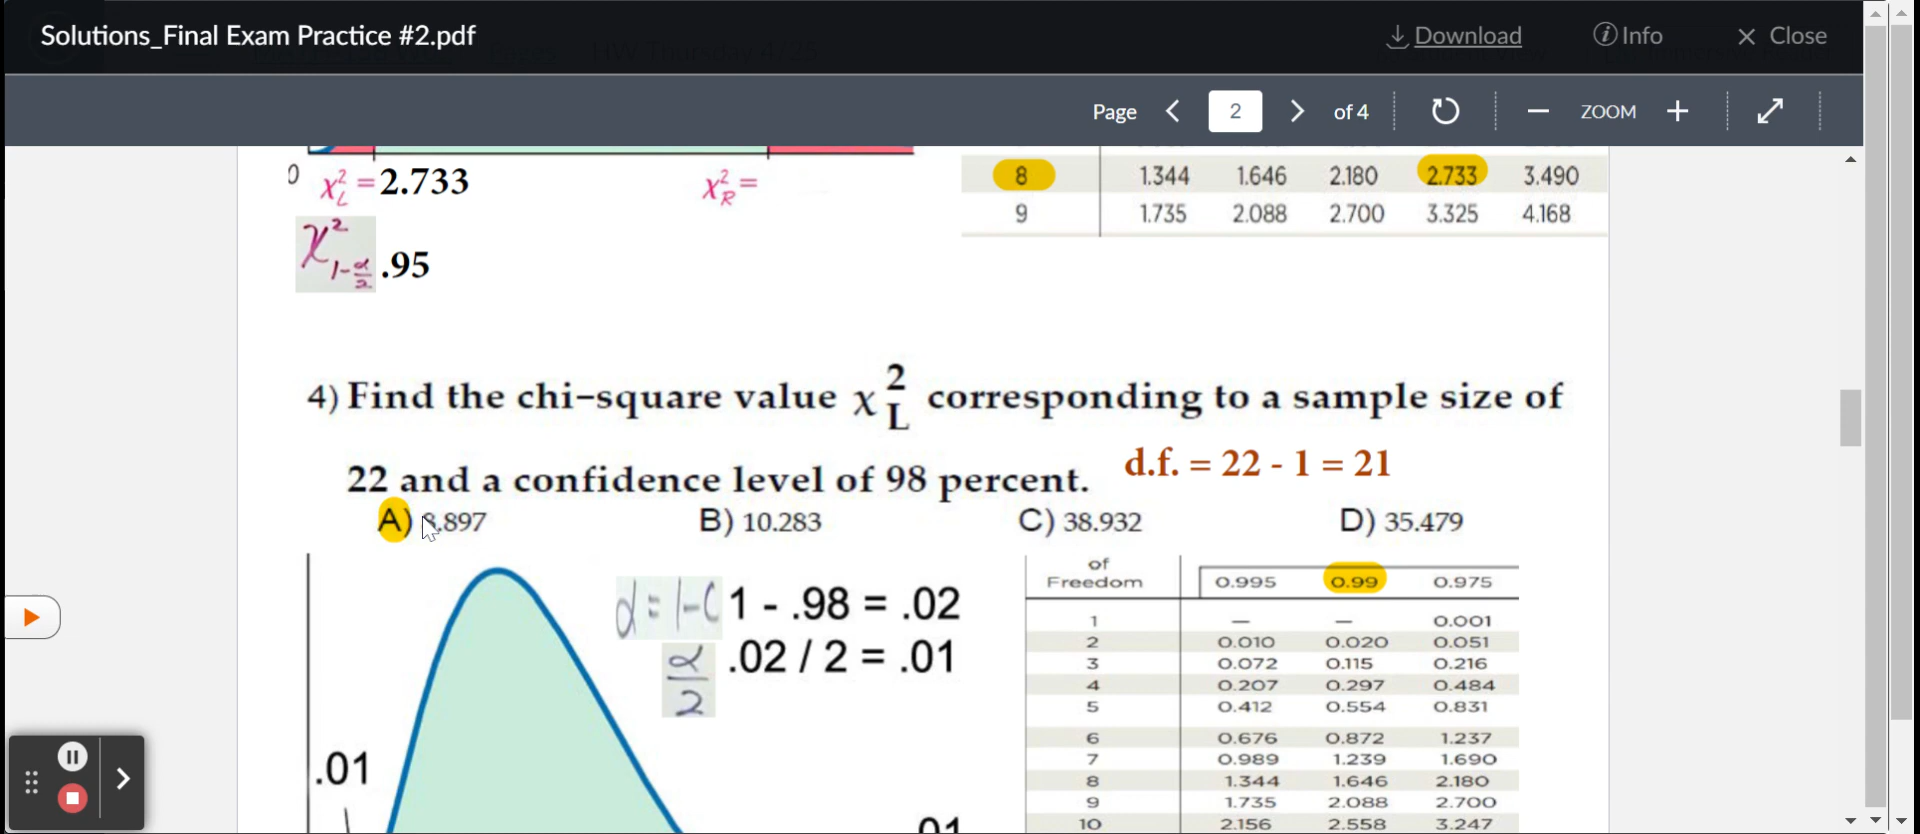 Solutions_Final Exam Practice #2.pdf
Download Info Close
Page 2 of 4 ZOOM
0 χ²L = 2.733 χ²R =
χ²1-α/2 .95
8 1.344 1.646 2.180 2.733 3.490
9 1.735 2.088 2.700 3.325 4.168
4) Find the chi-square value χ²L corresponding to a sample size of
22 and a confidence level of 98 percent. d.f. = 22 - 1 = 21
A) 8.897 B) 10.283 C) 38.932 D) 35.479
α = 1-C 1 - .98 = .02
α/2 .02 / 2 = .01
.01
.01
of
Freedom 0.995 0.99 0.975
1 — — 0.001
2 0.010 0.020 0.051
3 0.072 0.115 0.216
4 0.207 0.297 0.484
5 0.412 0.554 0.831
6 0.676 0.872 1.237
7 0.989 1.239 1.690
8 1.344 1.646 2.180
9 1.735 2.088 2.700
10 2.156 2.558 3.247